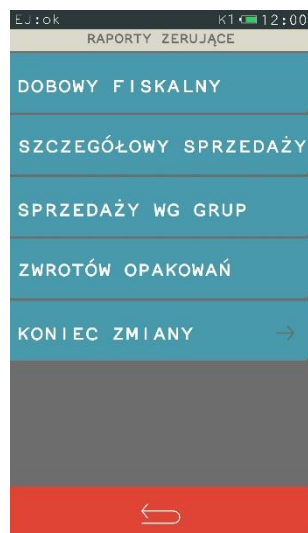 EJ:ok K1 12:00
RAPORTY ZERUJĄCE
DOBOWY FISKALNY
SZCZEGÓŁOWY SPRZEDAŻY
SPRZEDAŻY WG GRUP
ZWROTÓW OPAKOWAŃ
KONIEC ZMIANY